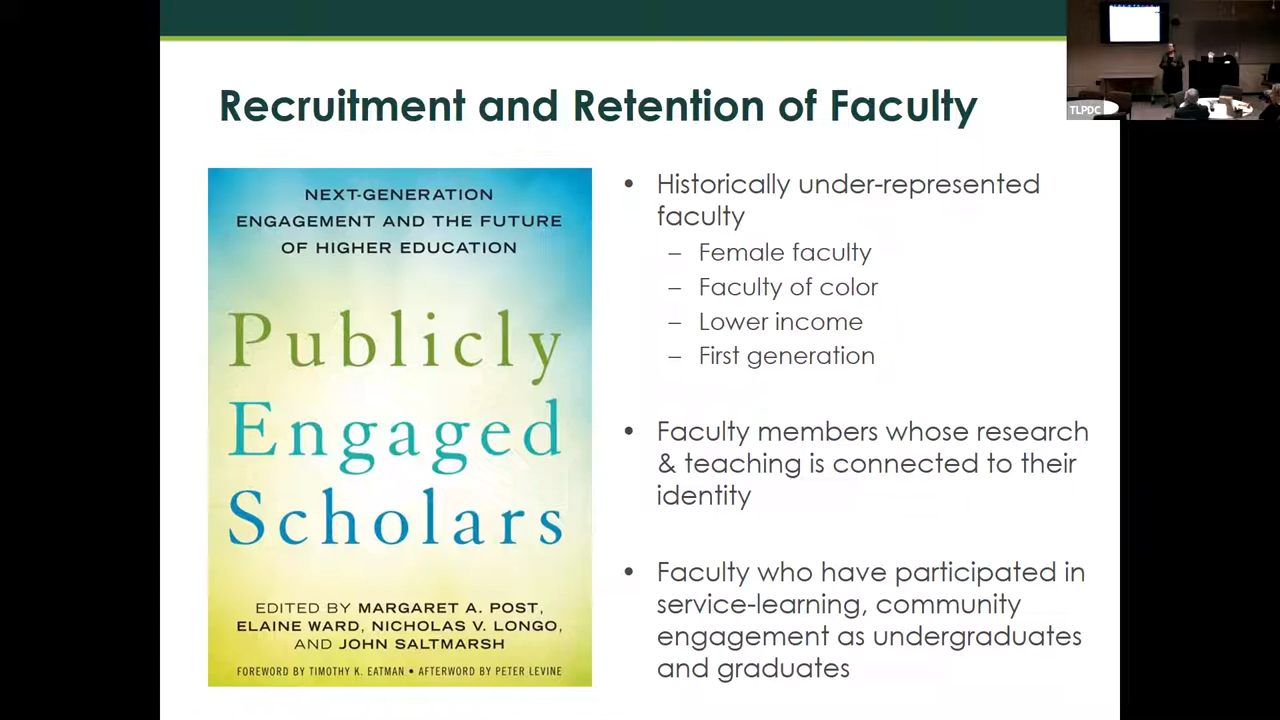 Recruitment and Retention of Faculty
NEXT-GENERATION
ENGAGEMENT AND THE FUTURE
OF HIGHER EDUCATION
Publicly
Engaged
Scholars
EDITED BY MARGARET A. POST,
ELAINE WARD, NICHOLAS V. LONGO,
AND JOHN SALTMARSH
FOREWORD BY TIMOTHY K. EATMAN • AFTERWORD BY PETER LEVINE
• Historically under-represented
faculty
– Female faculty
– Faculty of color
– Lower income
– First generation
• Faculty members whose research
& teaching is connected to their
identity
• Faculty who have participated in
service-learning, community
engagement as undergraduates
and graduates
TLPDC